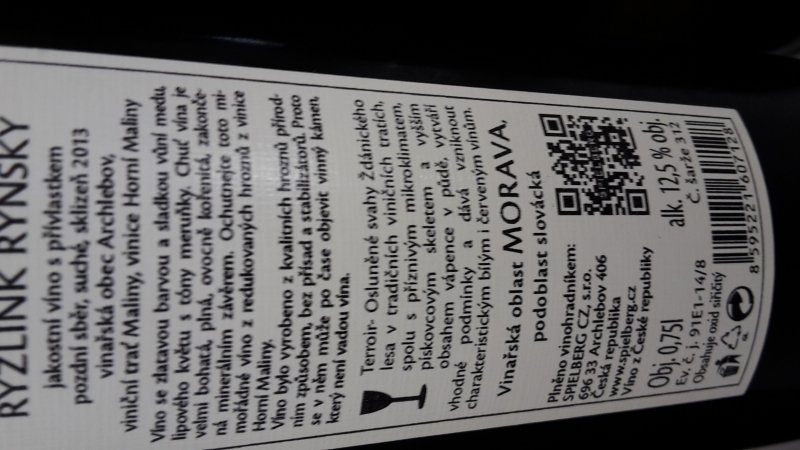 RYZLINK RÝNSKÝ
jakostní víno s přívlastkem
pozdní sběr, suché, sklizeň 2013
vinařská obec Archlebov,
viniční trať Maliny, vinice Horní Maliny
Víno se zlatavou barvou a sladkou vůní medu,
lipového květu s tóny meruňky. Chuť vína je
velmi bohatá, plná, ovocně kořenitá, zakonče-
ná minerálním závěrem. Ochutnejte toto mi-
mořádné víno z redukovaných hroznů z vinice
Horní Maliny.
Víno bylo vyrobeno z kvalitních hroznů přírod-
ním způsobem, bez přísad a stabilizátorů. Proto
se v něm může po čase objevit vinný kámen,
který není vadou vína.
Terroir- Osluněné svahy Ždánického
lesa v tradičních viničních tratích,
spolu s příznivým mikroklimatem,
pískovcovým skeletem a vyšším
obsahem vápence v půdě, vytváří
vhodné podmínky a dává vzniknout
charakteristickým bílým i červeným vínům.
Vinařská oblast MORAVA,
podoblast slovácká
Plněno vinohradníkem:
SPIELBERG CZ, s.r.o.
696 33 Archlebov 406
Česká republika
www.spielberg.cz
Víno z České republiky
Obj. 0,75l
alk. 12,5 % obj.
Ev. č. j. 91E1-14/8
č. šarže 312
Obsahuje oxid siřičitý
8 595221 607128